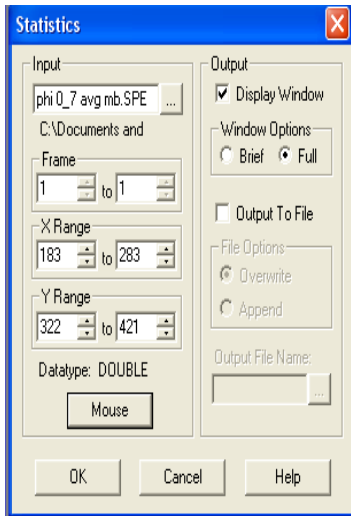 Statistics
Input
phi 0_7 avg mb.SPE ...
C:\Documents and
Frame
1 to 1
X Range
183 to 283
Y Range
322 to 421
Datatype: DOUBLE
Mouse
Output
Display Window
Window Options
Brief Full
Output To File
File Options
Overwrite
Append
Output File Name:
...
OK Cancel Help